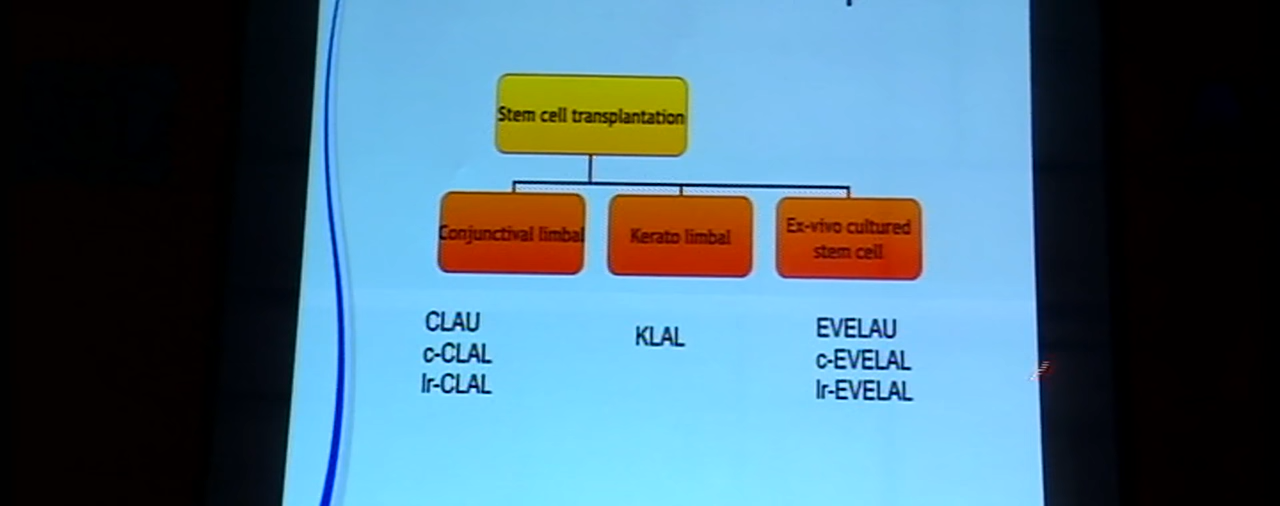 Stem cell transplantation
Conjunctival limbal
Kerato limbal
Ex-vivo cultured
stem cell
CLAU
c-CLAL
lr-CLAL
KLAL
EVELAU
c-EVELAL
lr-EVELAL